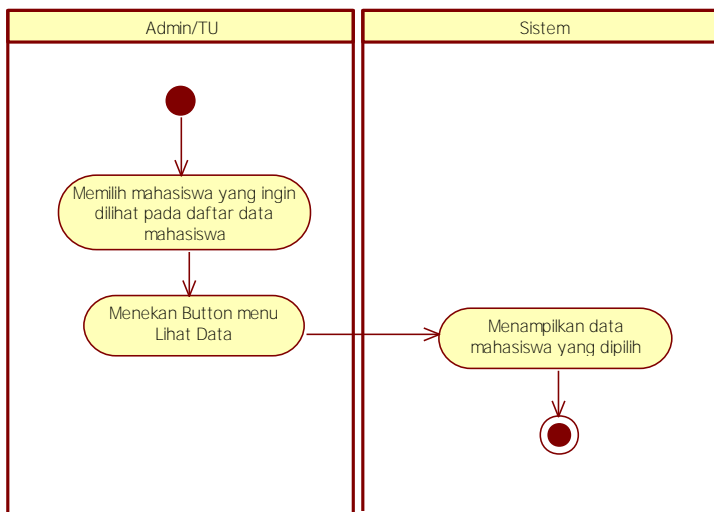 Admin/TU
Sistem
Memilih mahasiswa yang ingin
dilihat pada daftar data
mahasiswa
Menekan Button menu
Lihat Data
Menampilkan data
mahasiswa yang dipilih